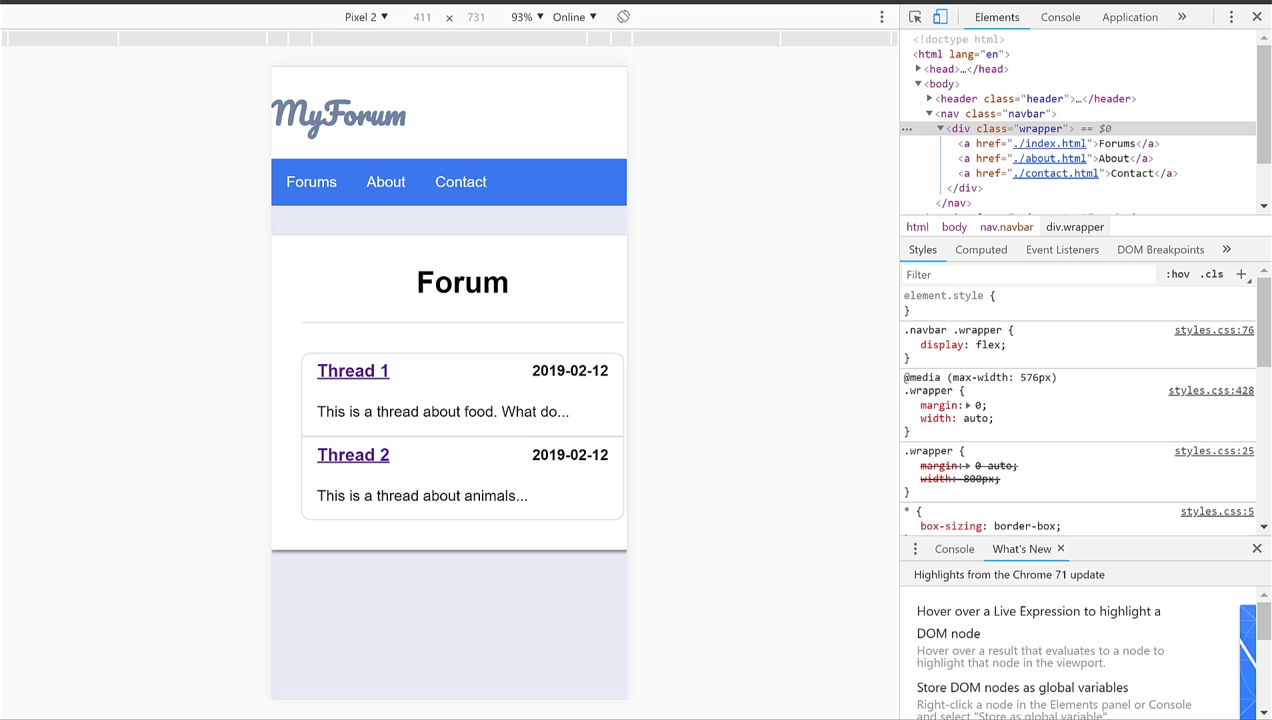 Pixel 2 ▼ 411 × 731 93% ▼ Online ▼
Elements Console Application »
MyForum
Forums About Contact
Forum
Thread 1 2019-02-12
This is a thread about food. What do...
Thread 2 2019-02-12
This is a thread about animals...
<!doctype html>
<html lang="en">
▶<head>…</head>
▼<body>
▶<header class="header">…</header>
▼<nav class="navbar">
… ▼<div class="wrapper"> == $0
<a href="./index.html">Forums</a>
<a href="./about.html">About</a>
<a href="./contact.html">Contact</a>
</div>
</nav>
html body nav.navbar div.wrapper
Styles Computed Event Listeners DOM Breakpoints »
Filter :hov .cls +
element.style {
}
.navbar .wrapper { styles.css:76
display: flex;
}
@media (max-width: 576px)
.wrapper { styles.css:428
margin:▶ 0;
width: auto;
}
.wrapper { styles.css:25
margin:▶ 0 auto;
width: 800px;
}
* { styles.css:5
box-sizing: border-box;
Console What's New ×
Highlights from the Chrome 71 update
Hover over a Live Expression to highlight a
DOM node
Hover over a result that evaluates to a node to
highlight that node in the viewport.
Store DOM nodes as global variables
Right-click a node in the Elements panel or Console
and select "Store as global variable"